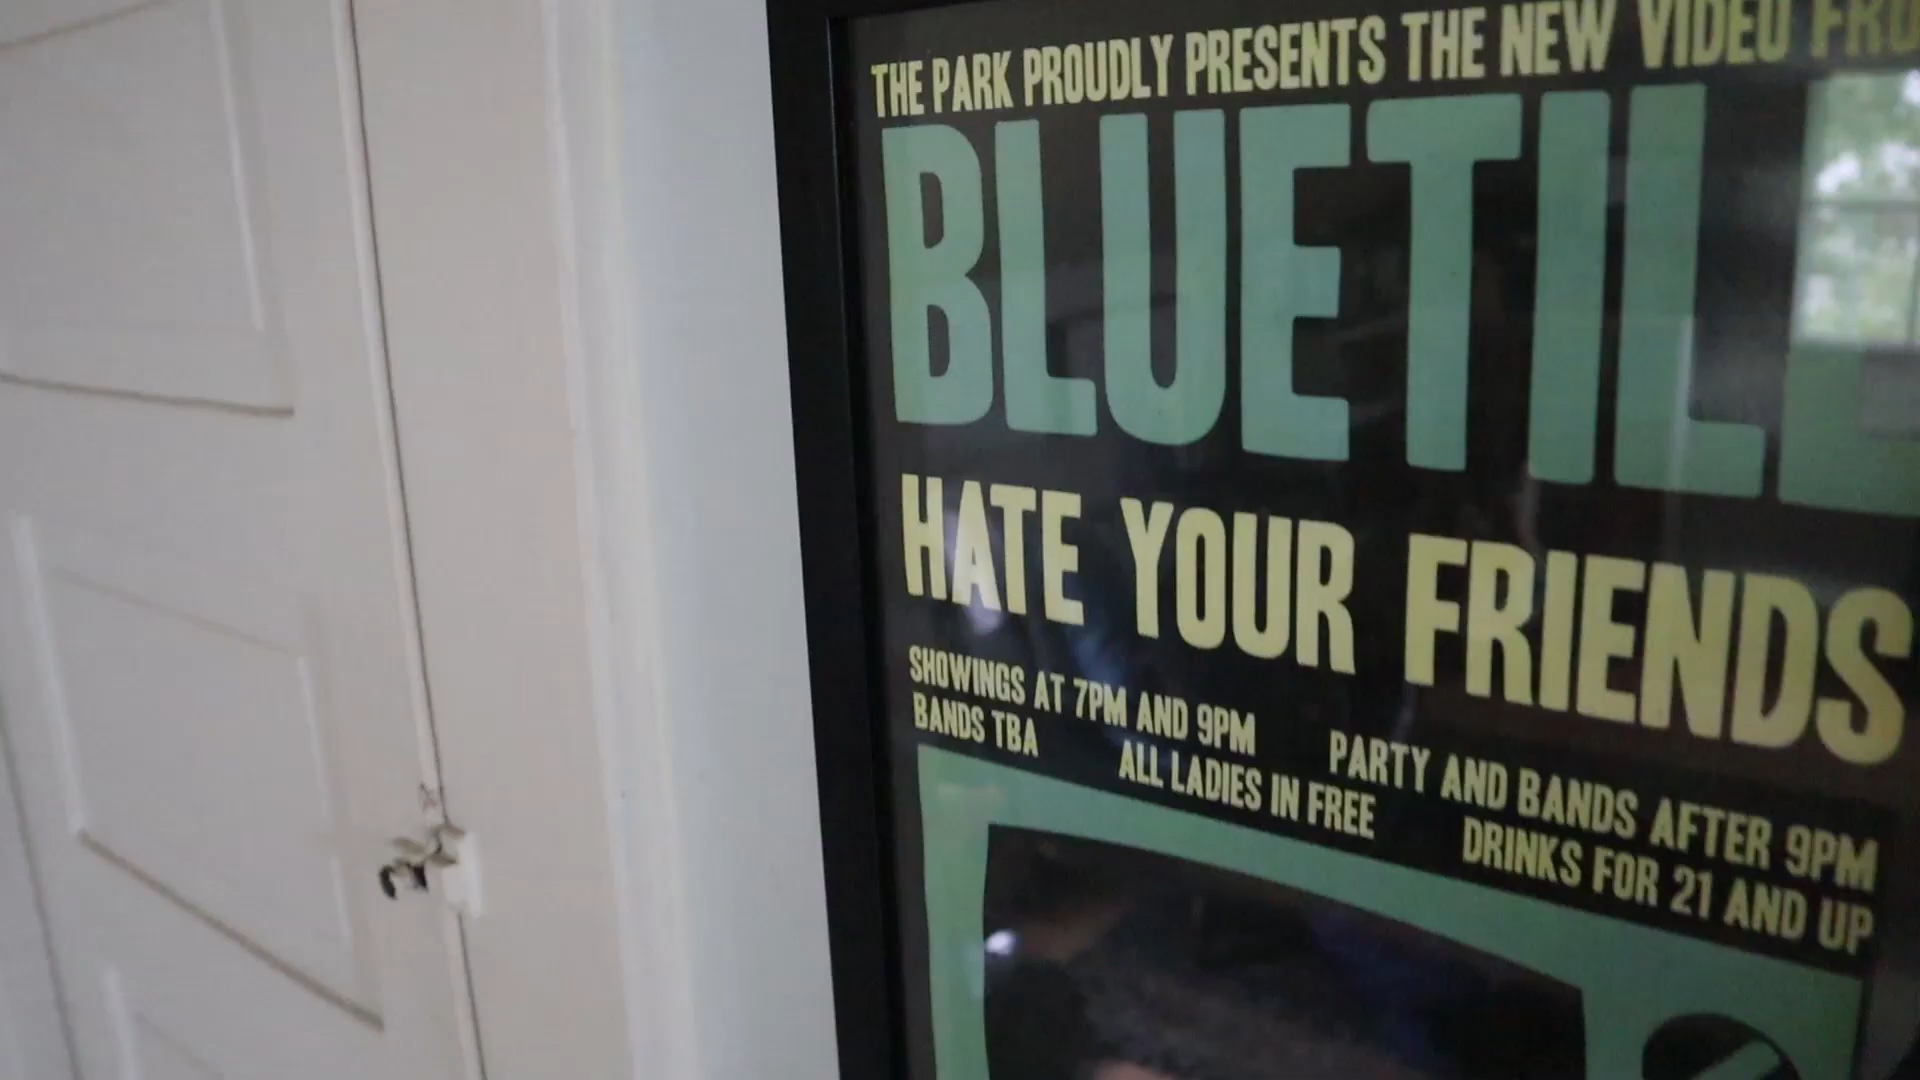 THE PARK PROUDLY PRESENTS THE NEW VIDEO
BLUETILE
HATE YOUR FRIENDS
SHOWINGS AT 7PM AND 9PM PARTY AND BANDS AFTER 9PM
BANDS TBA ALL LADIES IN FREE DRINKS FOR 21 AND UP